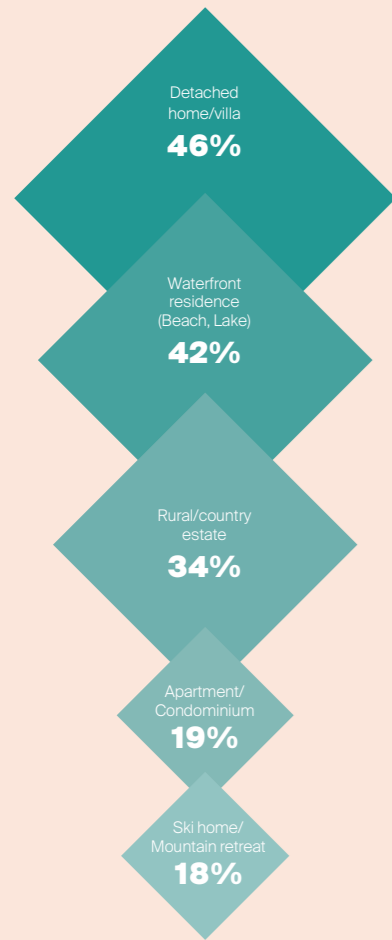 Detached
home/villa
46%
Waterfront
residence
(Beach, Lake)
42%
Rural/country
estate
34%
Apartment/
Condominium
19%
Ski home/
Mountain retreat
18%